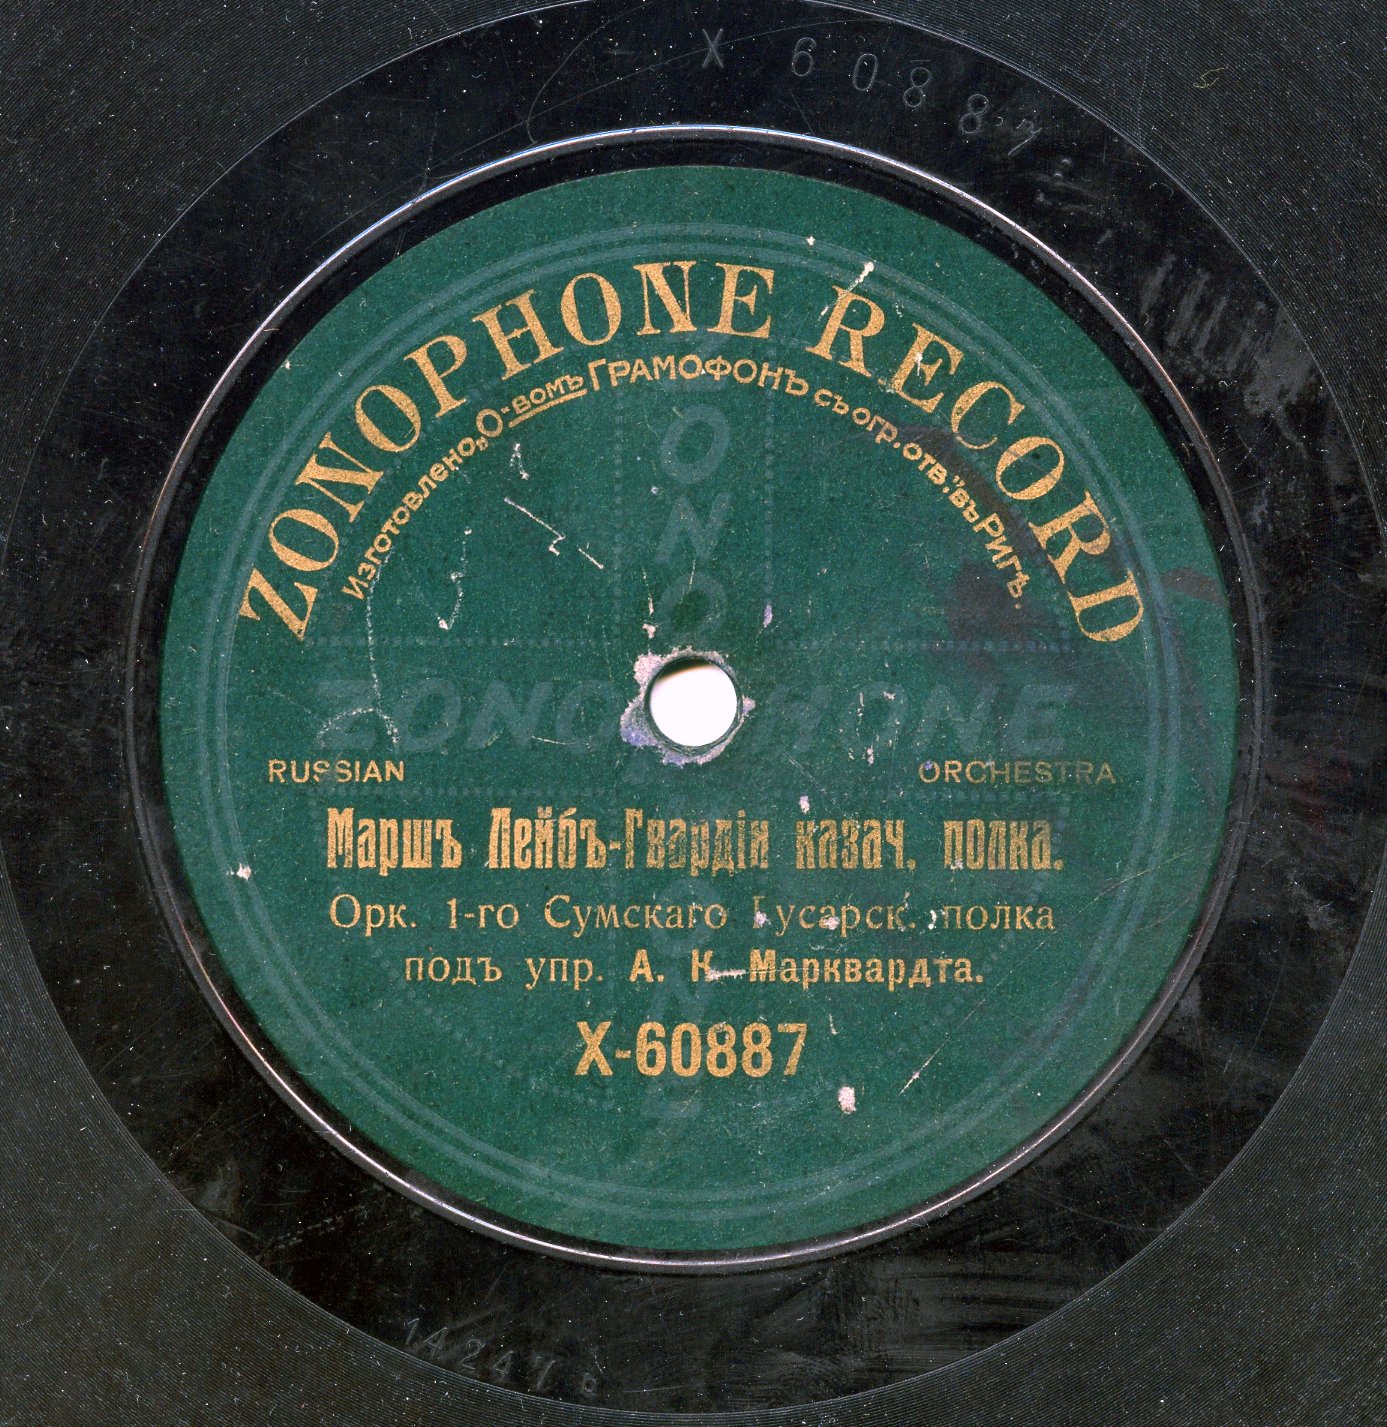 X 6088
ZONOPHONE RECORD
Изготовлено „О-вомъ ГРАМОФОНЪ съ огр. отв." въ Ригѣ.
ZONOPHONE
RUSSIAN ORCHESTRA
Маршъ Лейбъ-Гвардіи казач. полка.
Орк. 1-го Сумскаго Гусарск. полка
подъ упр. А. К. Марквардта.
X-60887